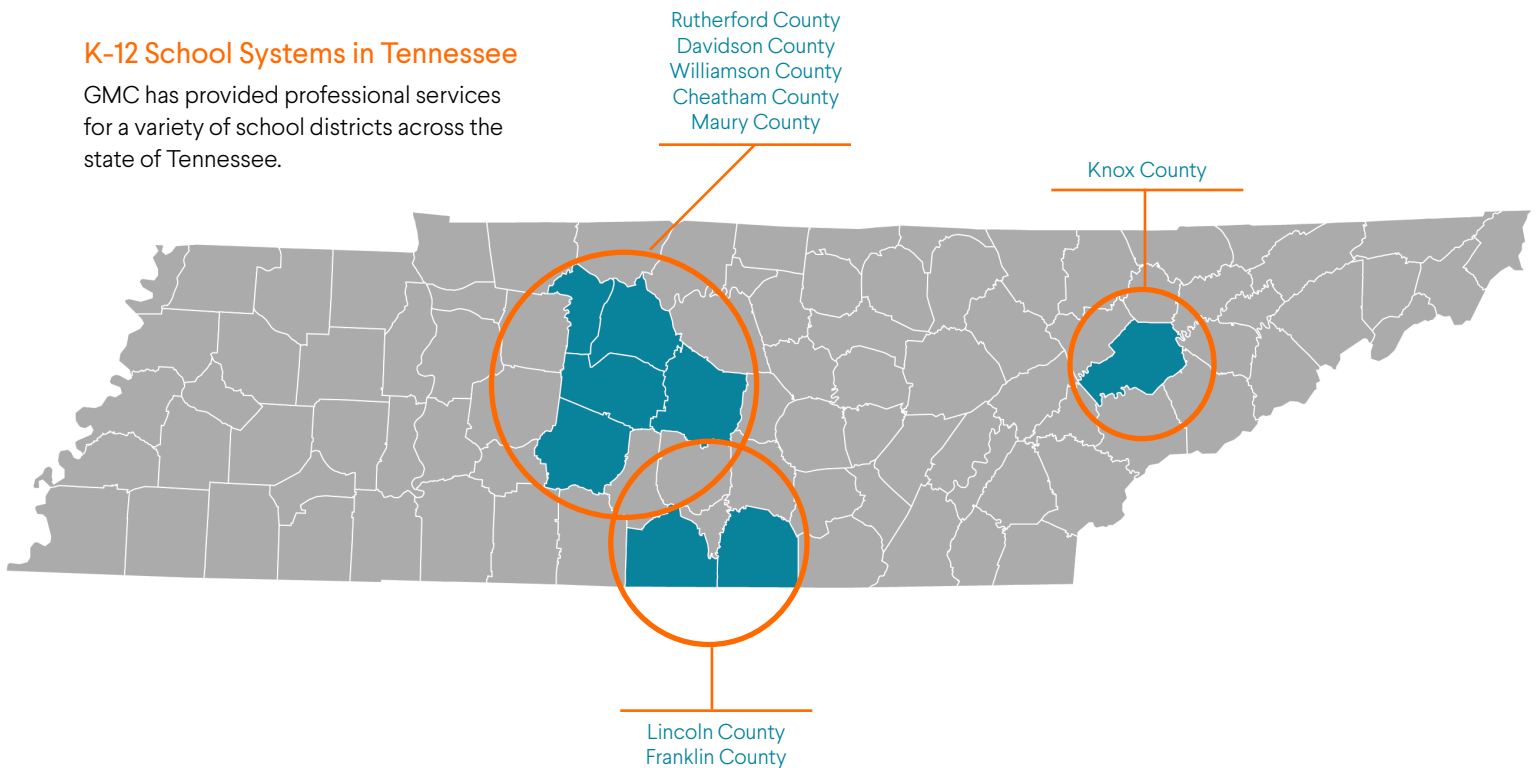 K-12 School Systems in Tennessee
GMC has provided professional services
for a variety of school districts across the
state of Tennessee.
Rutherford County
Davidson County
Williamson County
Cheatham County
Maury County
Knox County
Lincoln County
Franklin County